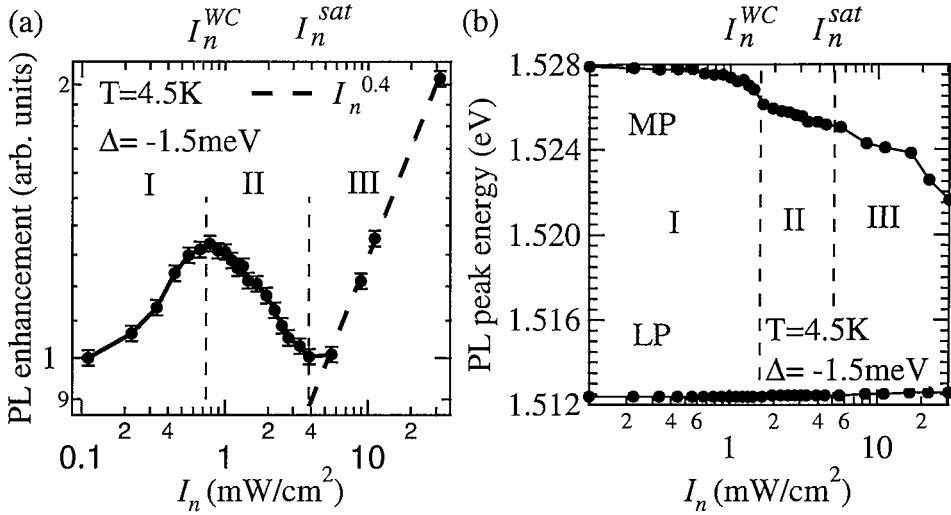 (a)
I_n^{WC} I_n^{sat}
PL enhancement (arb. units)
2
1
9
T=4.5K
I_n^{0.4}
Δ= -1.5meV
I II III
2 4 2 4 2
0.1 1 10
I_n (mW/cm^2)
(b)
I_n^{WC} I_n^{sat}
PL peak energy (eV)
1.528
1.524
1.520
1.516
1.512
MP
I II III
LP
T=4.5K
Δ= -1.5meV
2 4 6 2 4 6 2
1 10
I_n (mW/cm^2)